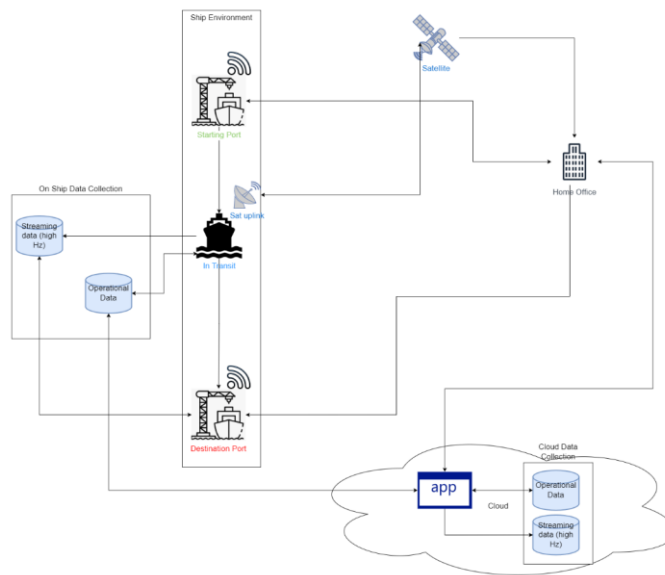 Ship Environment
Satellite
Starting Port
Home Office
On Ship Data Collection
Sat uplink
Streaming
data (high
Hz)
In Transit
Operational
Data
Destination Port
Cloud Data
Collection
app
Operational
Data
Cloud
Streaming
data (high
Hz)